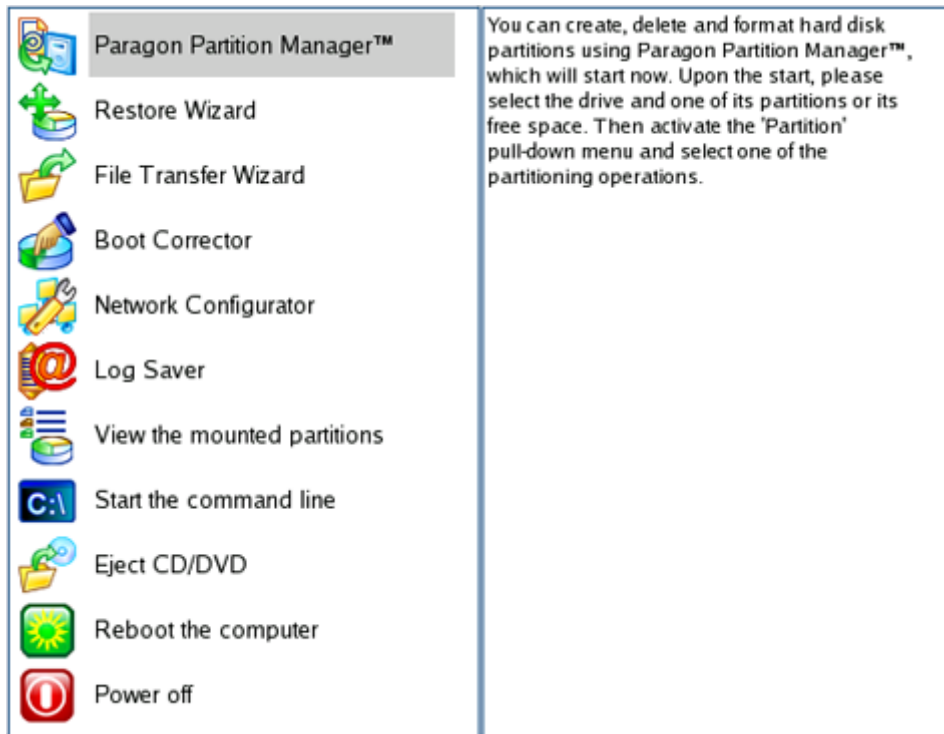 Paragon Partition Manager™
Restore Wizard
File Transfer Wizard
Boot Corrector
Network Configurator
@
Log Saver
View the mounted partitions
C:\
Start the command line
Eject CD/DVD
Reboot the computer
Power off
You can create, delete and format hard disk
partitions using Paragon Partition Manager™,
which will start now. Upon the start, please
select the drive and one of its partitions or its
free space. Then activate the 'Partition'
pull-down menu and select one of the
partitioning operations.